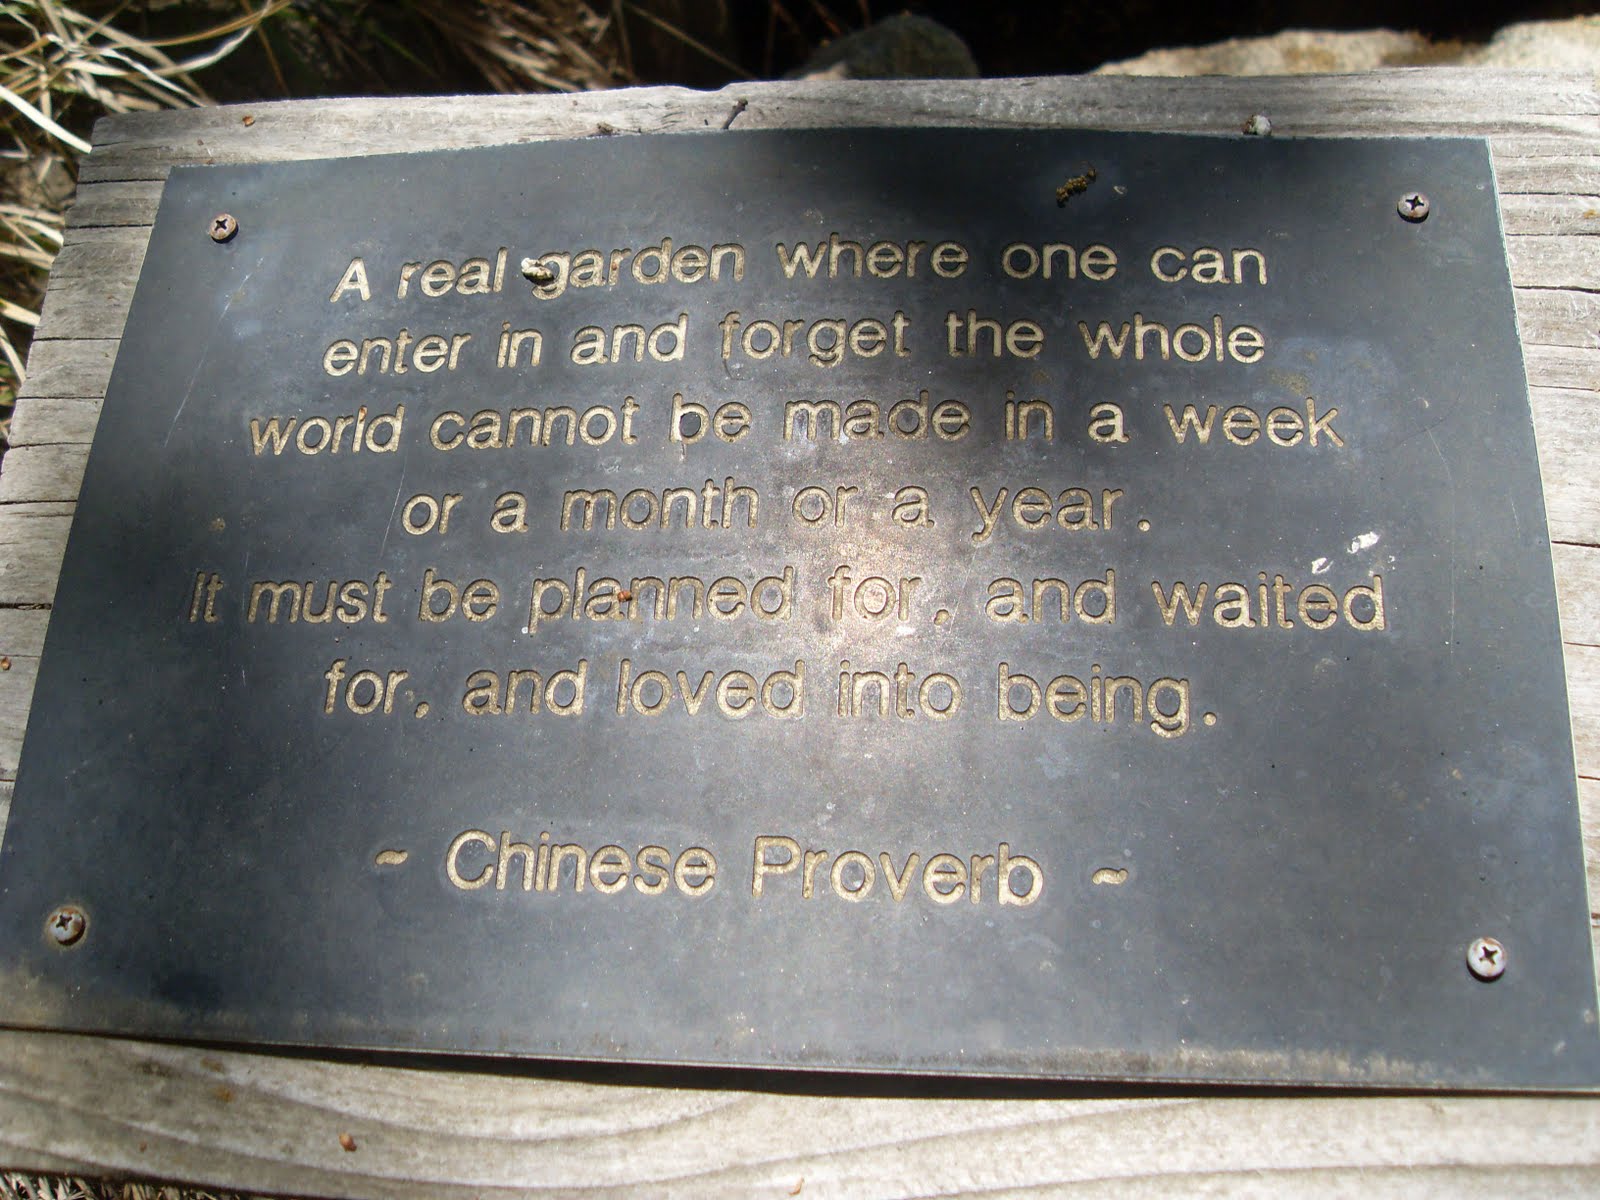 A real garden where one can
enter in and forget the whole
world cannot be made in a week
or a month or a year.
It must be planned for, and waited
for, and loved into being.
~ Chinese Proverb ~